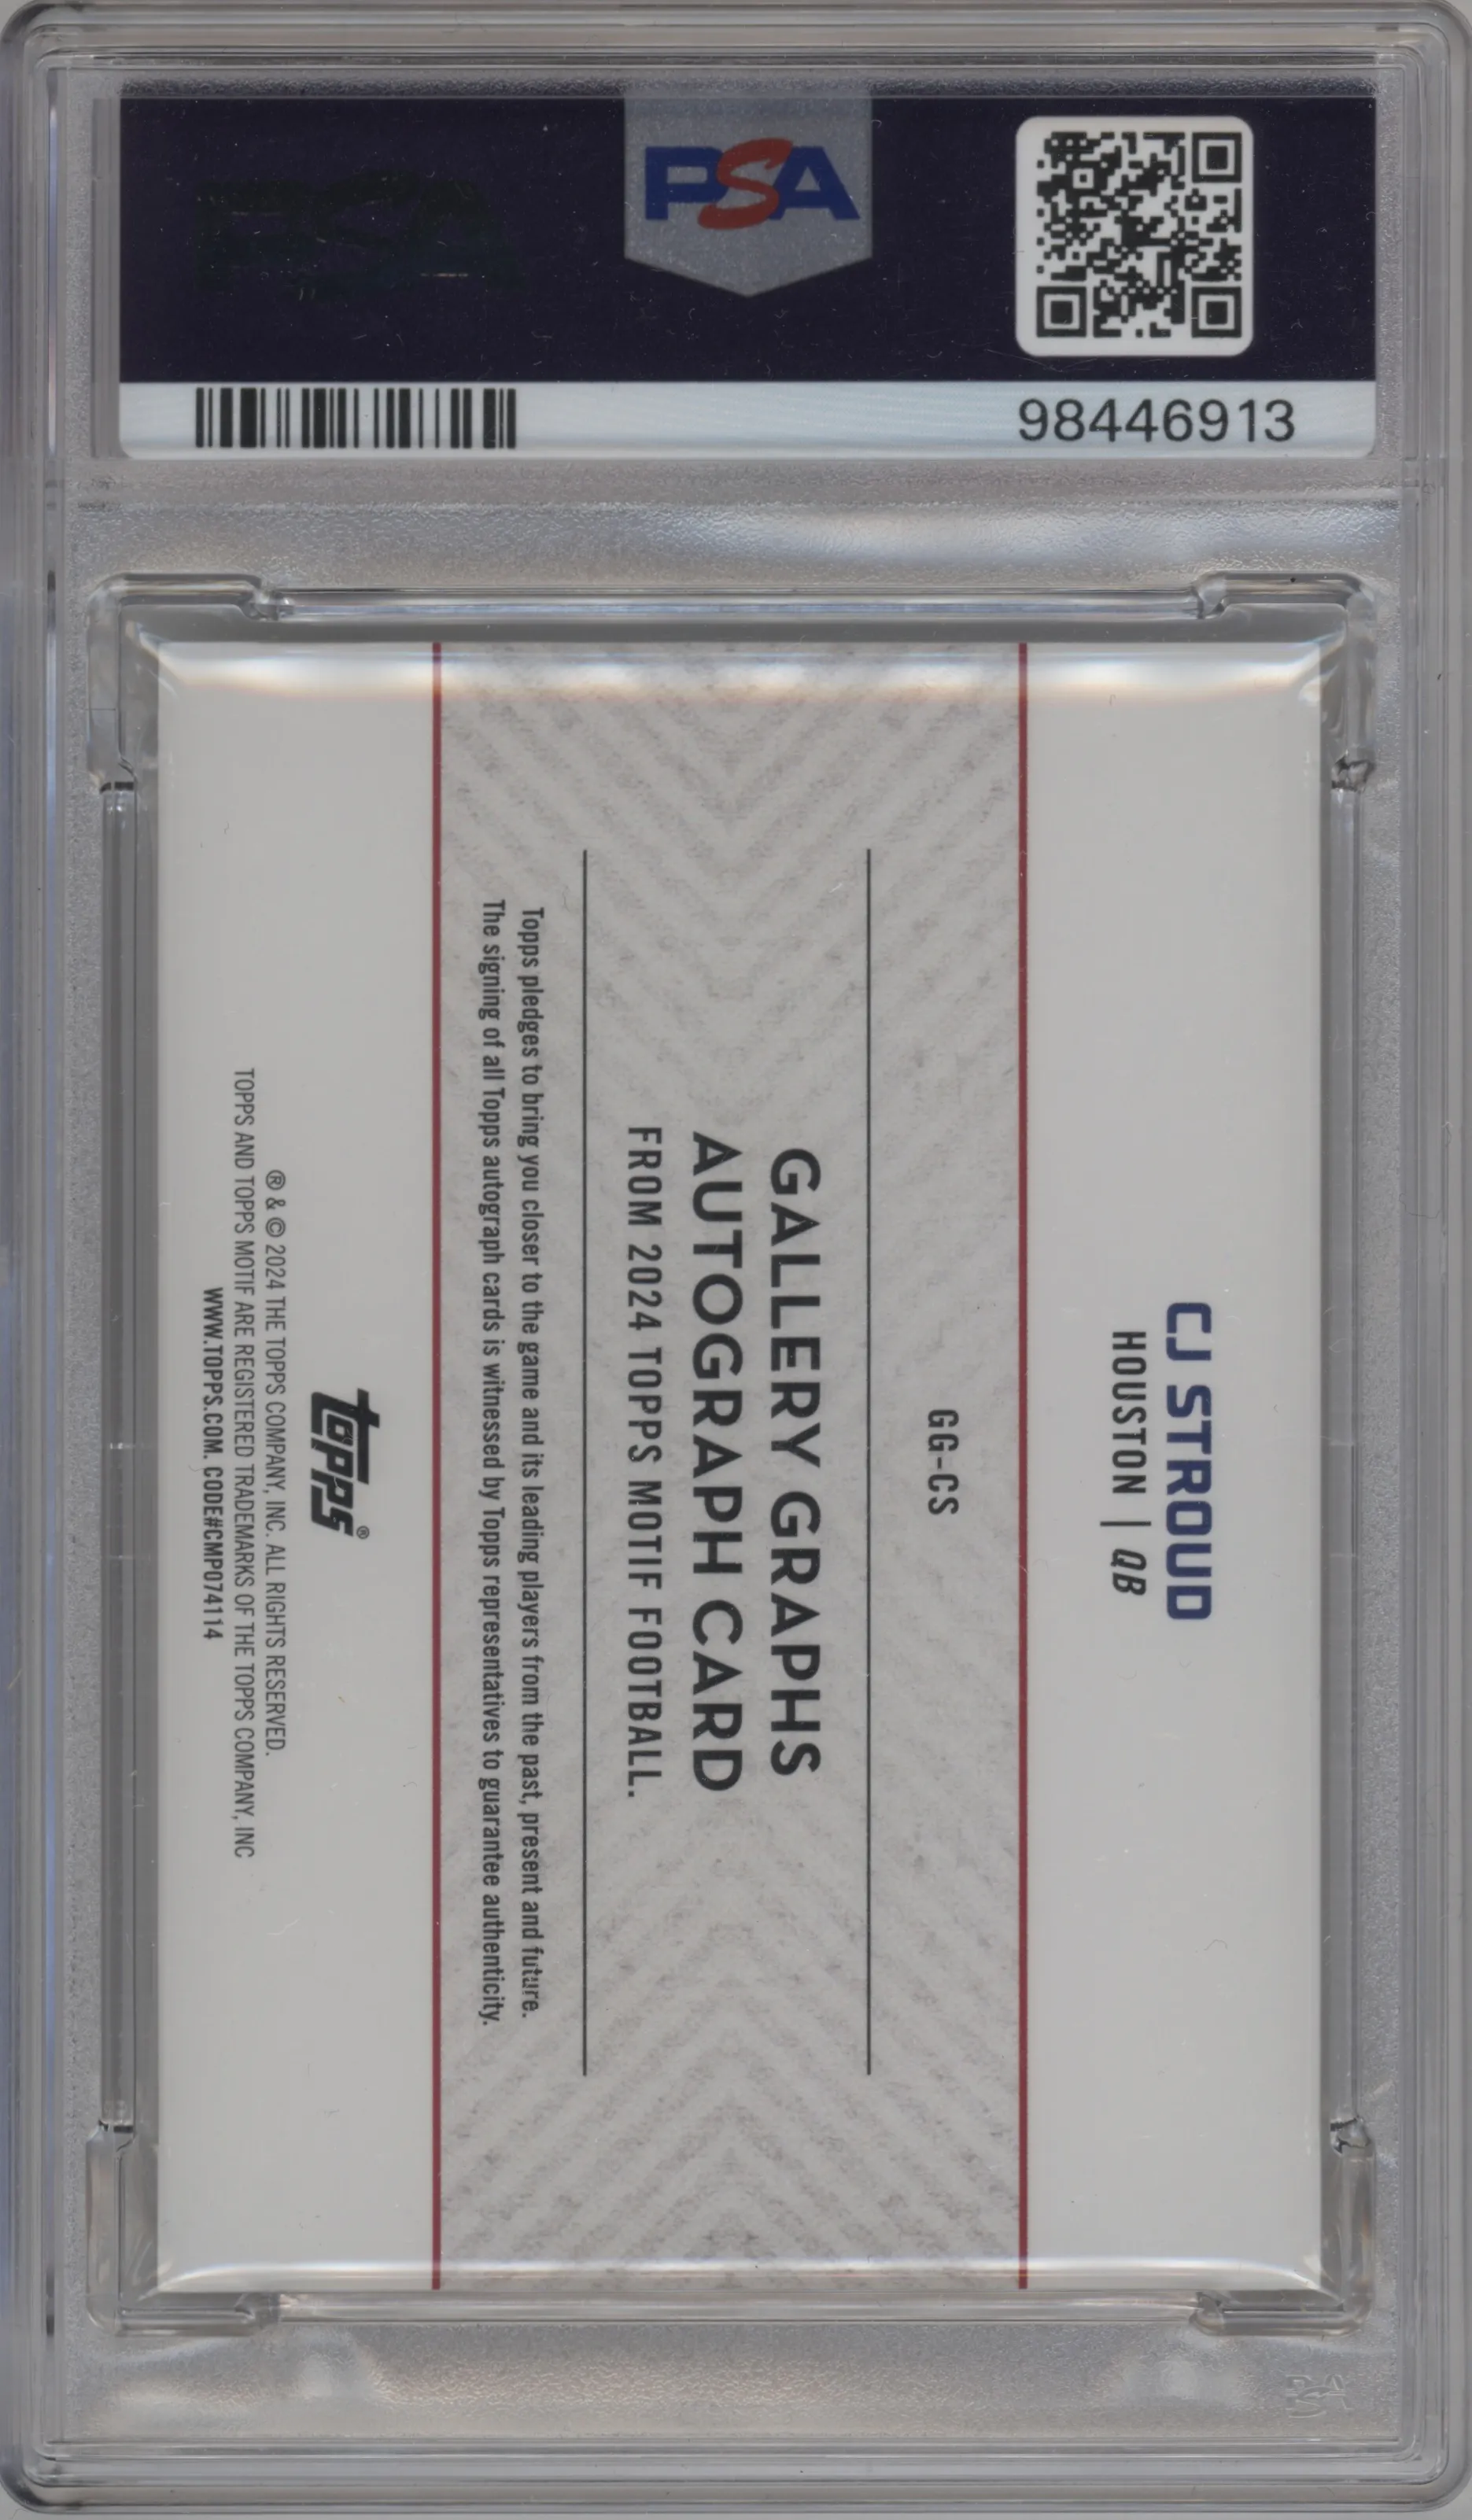 PSA
98446913
CJ STROUD
HOUSTON | QB
GG-CS
GALLERY GRAPHS
AUTOGRAPH CARD
FROM 2024 TOPPS MOTIF FOOTBALL.
Topps pledges to bring you closer to the game and its leading players from the past, present and future.
The signing of all Topps autograph cards is witnessed by Topps representatives to guarantee authenticity.
topps®
® & © 2024 THE TOPPS COMPANY, INC. ALL RIGHTS RESERVED.
TOPPS AND TOPPS MOTIF ARE REGISTERED TRADEMARKS OF THE TOPPS COMPANY, INC
WWW.TOPPS.COM. CODE#CMP074114
PSA